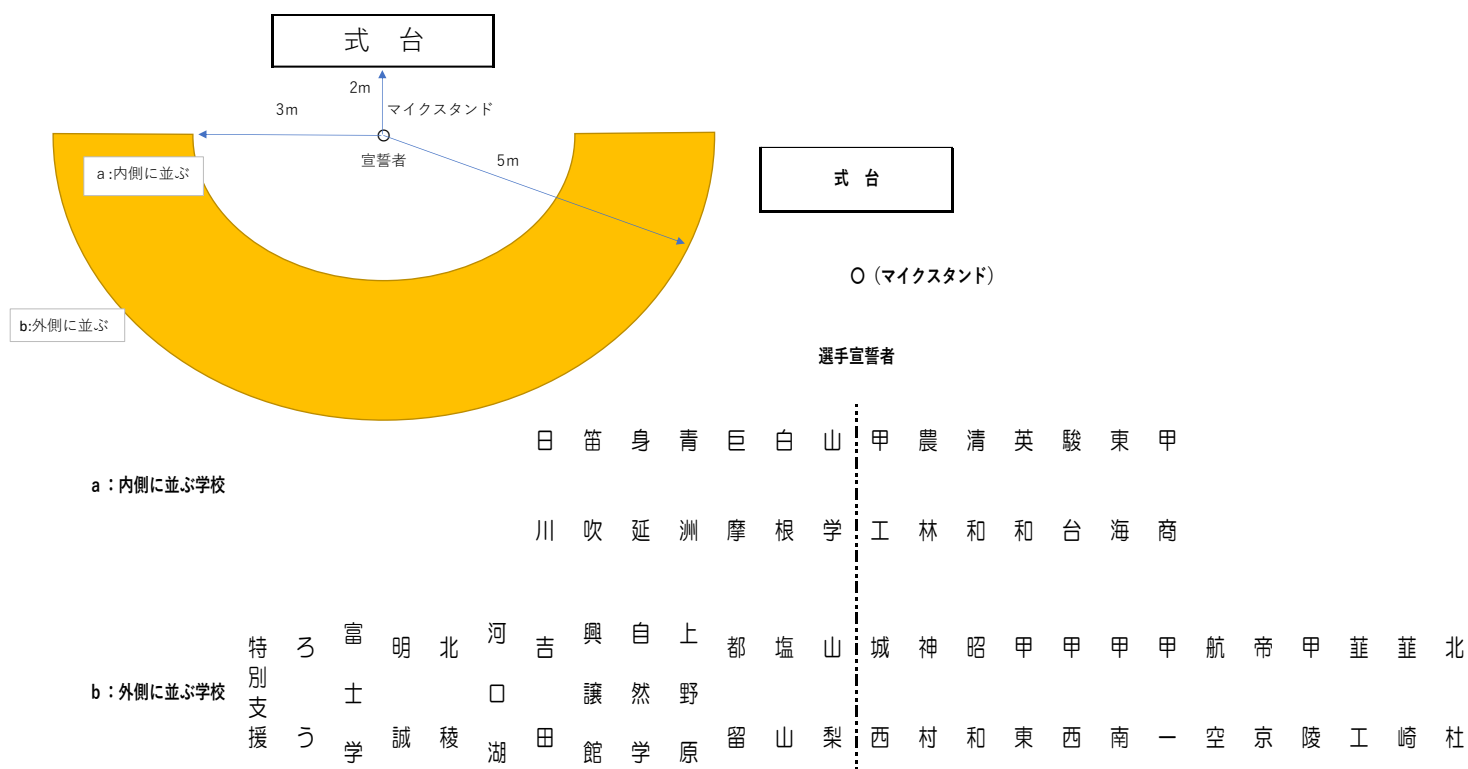 式　台
2m
3m
マイクスタンド
宣誓者
5m
a:内側に並ぶ
b:外側に並ぶ
式　台
〇（マイクスタンド）
選手宣誓者
a：内側に並ぶ学校
日川
笛吹
身延
青洲
巨摩
白根
山学
甲工
農林
清和
英和
駿台
東海
甲商
b：外側に並ぶ学校
特別支援
ろう
富士学
明誠
北稜
河口湖
吉田
興譲館
自然学
上野原
都留
塩山
山梨
城西
神村
昭和
甲東
甲西
甲南
甲一
航空
帝京
甲陵
韮工
韮崎
北杜